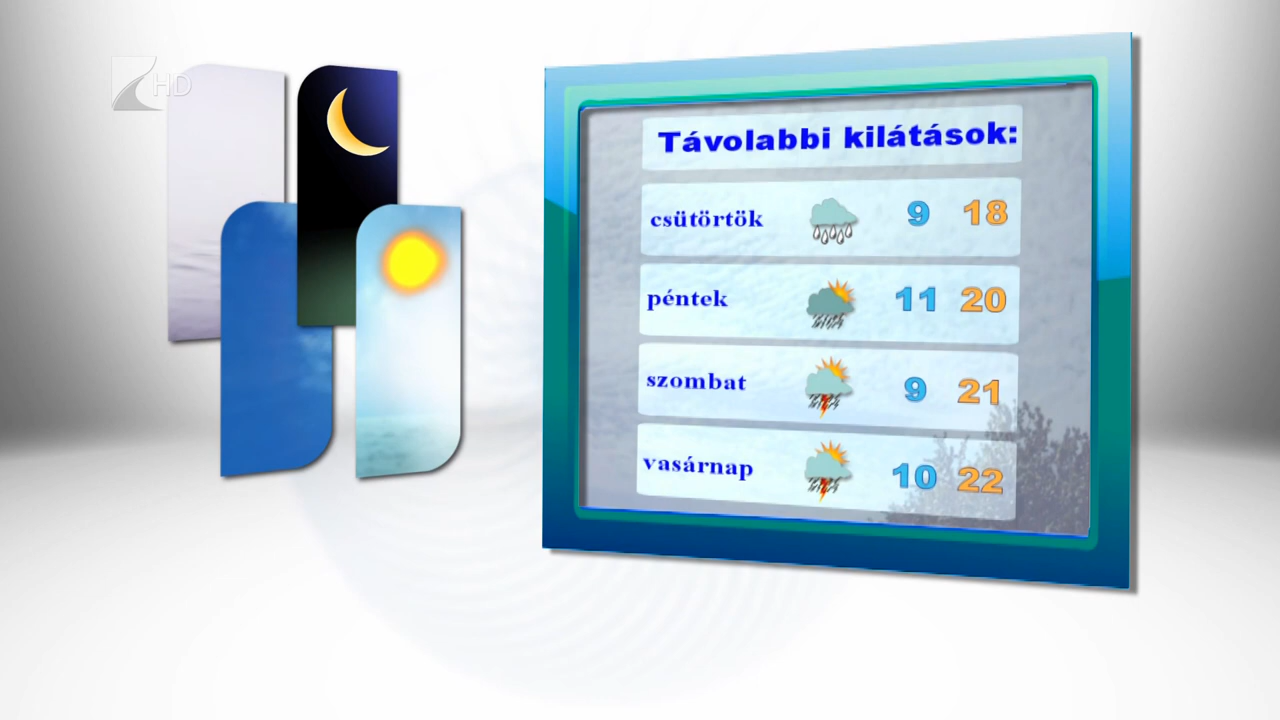 HD
Távolabbi kilátások:
csütörtök 9 18
péntek 11 20
szombat 9 21
vasárnap 10 22